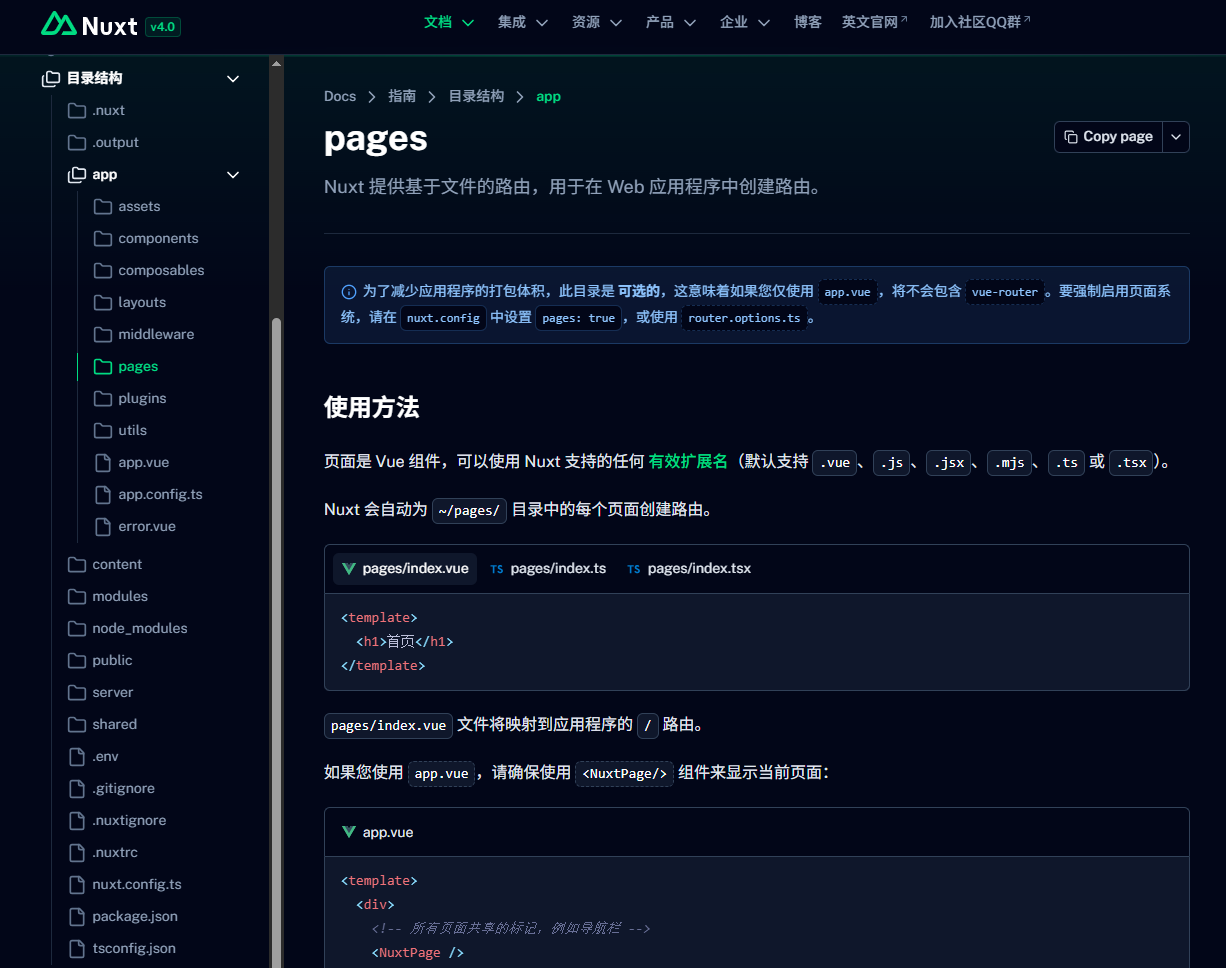 Nuxt v4.0
文档 集成 资源 产品 企业 博客 英文官网 加入社区QQ群
目录结构
.nuxt
.output
app
assets
components
composables
layouts
middleware
pages
plugins
utils
app.vue
app.config.ts
error.vue
content
modules
node_modules
public
server
shared
.env
.gitignore
.nuxtignore
.nuxtrc
nuxt.config.ts
package.json
tsconfig.json
Docs > 指南 > 目录结构 > app
pages
Copy page
Nuxt 提供基于文件的路由，用于在 Web 应用程序中创建路由。
为了减少应用程序的打包体积，此目录是 可选的，这意味着如果您仅使用 app.vue，将不会包含 vue-router。要强制启用页面系
统，请在 nuxt.config 中设置 pages: true，或使用 router.options.ts。
使用方法
页面是 Vue 组件，可以使用 Nuxt 支持的任何 有效扩展名（默认支持 .vue、.js、.jsx、.mjs、.ts 或 .tsx）。
Nuxt 会自动为 ~/pages/ 目录中的每个页面创建路由。
pages/index.vue TS pages/index.ts TS pages/index.tsx
<template>
<h1>首页</h1>
</template>
pages/index.vue 文件将映射到应用程序的 / 路由。
如果您使用 app.vue，请确保使用 <NuxtPage/> 组件来显示当前页面：
app.vue
<template>
<div>
<!-- 所有页面共享的标记，例如导航栏 -->
<NuxtPage />